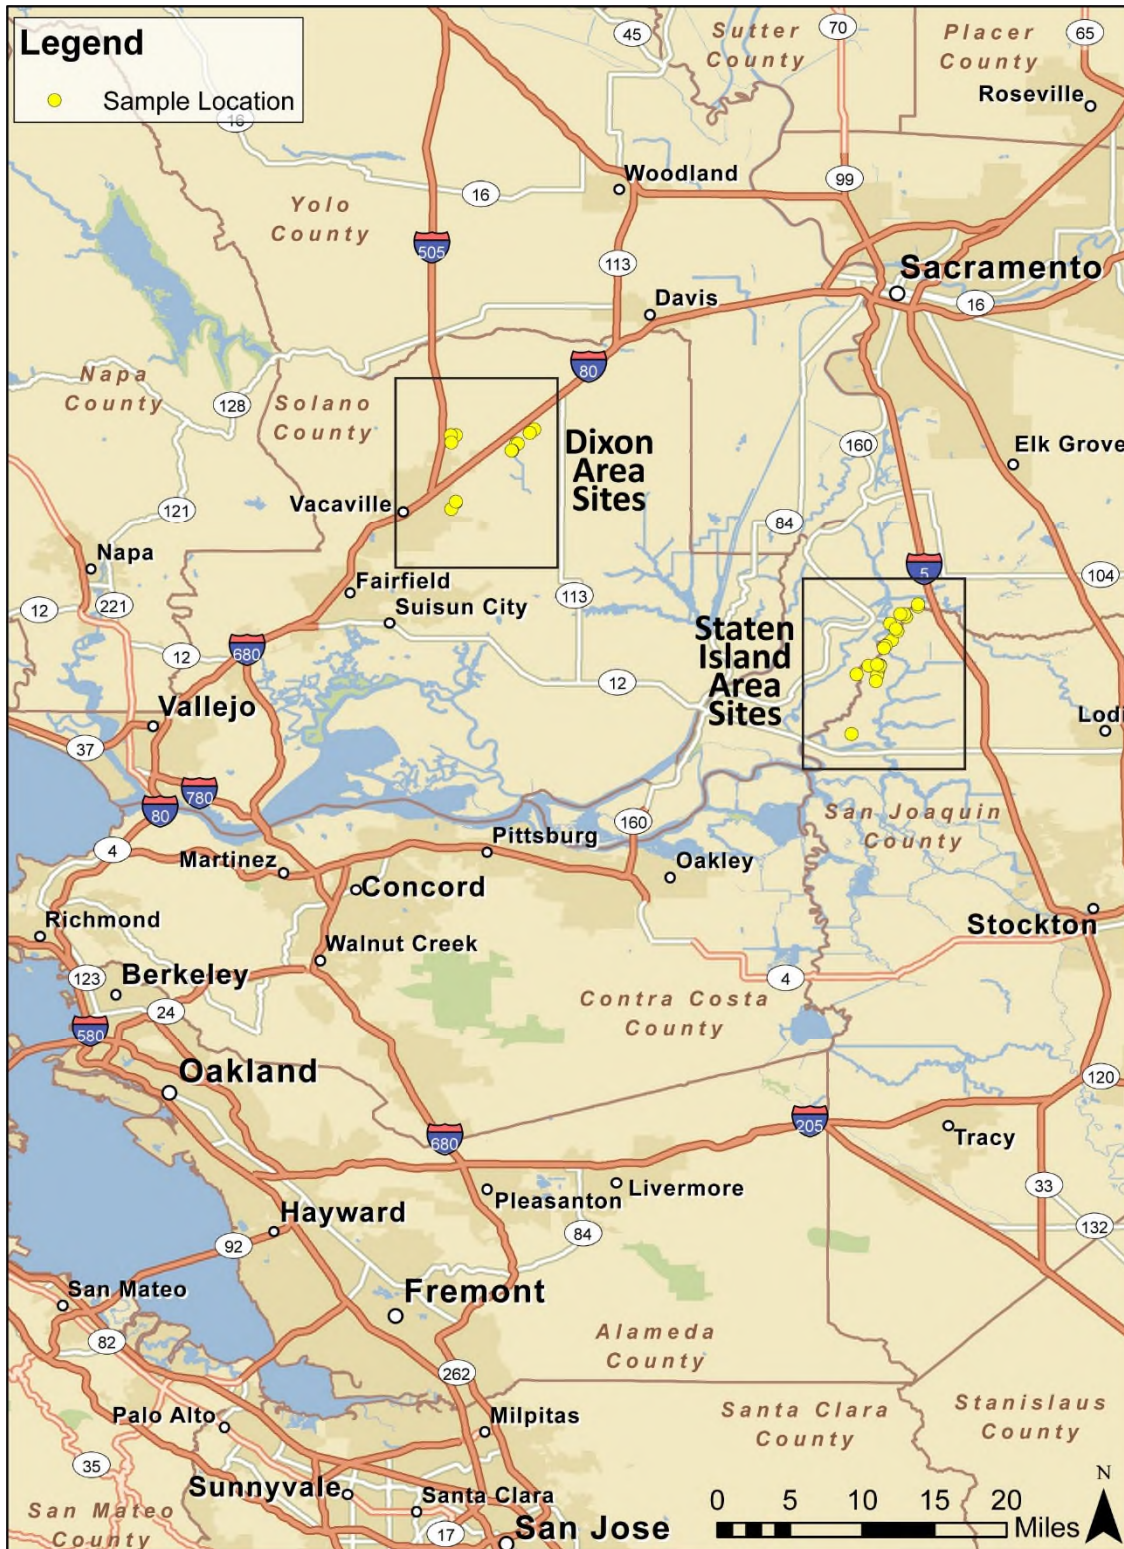 Legend
Sample Location
16
45
Sutter
County
70
Placer
County
65
Roseville
Woodland
16
99
Yolo
County
505
113
Sacramento
16
Davis
80
Napa
County
128
Solano
County
160
Elk Grove
Dixon
Area
Sites
Vacaville
121
84
Napa
5
104
Fairfield
221
12
Suisun City
113
Staten
Island
Area
Sites
680
12
12
Vallejo
Lodi
37
780
80
160
San Joaquin
County
4
Pittsburg
Martinez
Oakley
Concord
Richmond
Stockton
Walnut Creek
123
Berkeley
4
24
Contra Costa
County
580
Oakland
120
205
680
Tracy
Pleasanton
Livermore
33
Hayward
84
132
92
San Mateo
Fremont
82
Alameda
County
262
Palo Alto
Milpitas
Santa Clara
County
Stanislaus
County
35
Sunnyvale
Santa Clara
N
San Mateo
County
17
San Jose
0 5 10 15 20
Miles